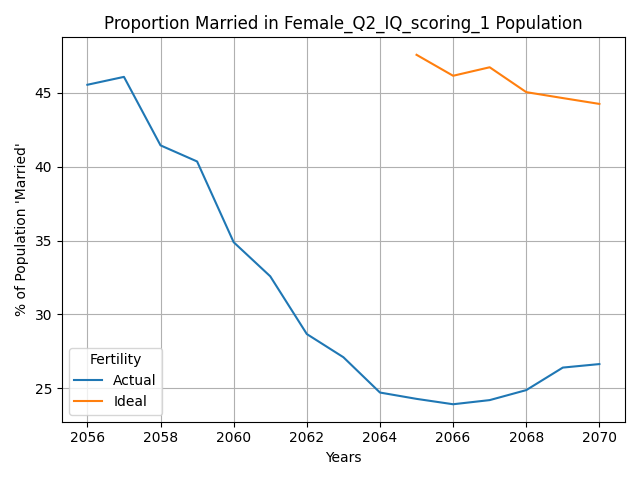 Proportion Married in Female_Q2_IQ_scoring_1 Population
% of Population 'Married'
45
40
35
30
25
Fertility
Actual
Ideal
2056 2058 2060 2062 2064 2066 2068 2070
Years